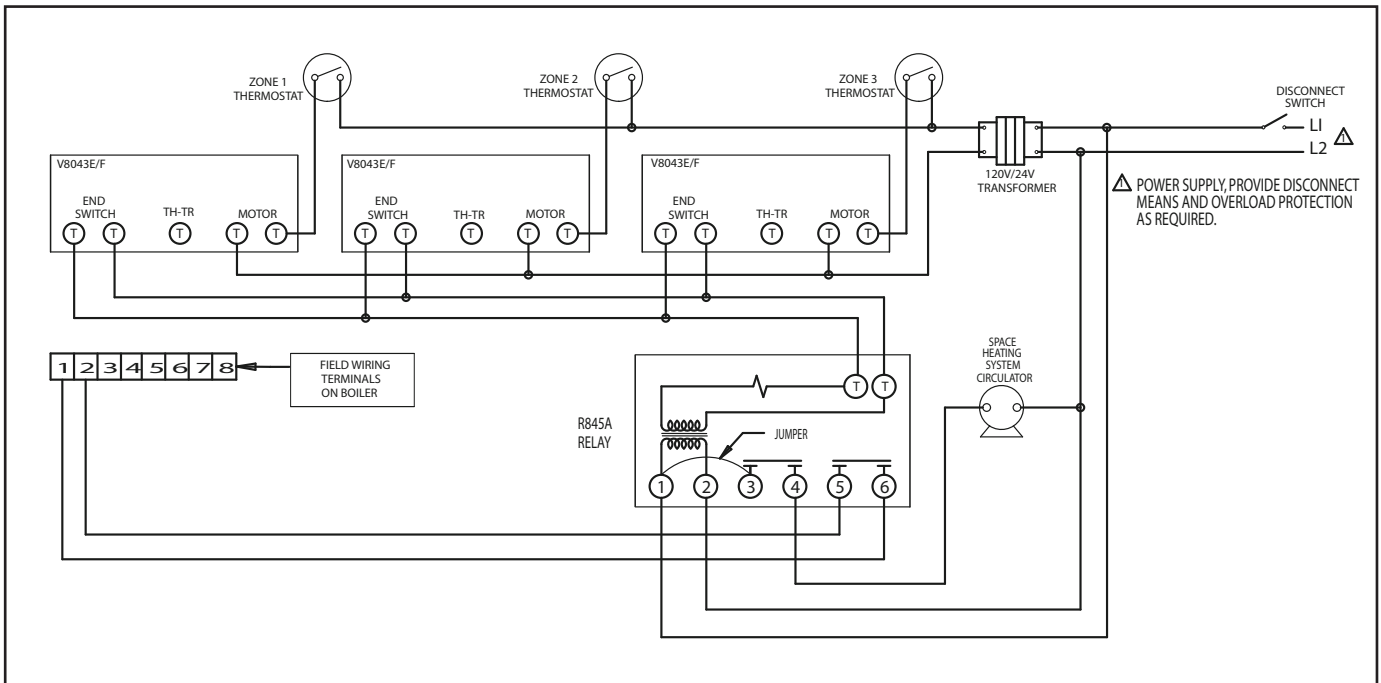 ZONE 1
THERMOSTAT
ZONE 2
THERMOSTAT
ZONE 3
THERMOSTAT
DISCONNECT
SWITCH
LI
L2
1
120V/24V
TRANSFORMER
1 POWER SUPPLY, PROVIDE DISCONNECT
MEANS AND OVERLOAD PROTECTION
AS REQUIRED.
V8043E/F
END
SWITCH
TH-TR
MOTOR
T T T T T
V8043E/F
END
SWITCH
TH-TR
MOTOR
T T T T T
V8043E/F
END
SWITCH
TH-TR
MOTOR
T T T T T
1 2 3 4 5 6 7 8
FIELD WIRING
TERMINALS
ON BOILER
SPACE
HEATING
SYSTEM
CIRCULATOR
R845A
RELAY
T T
JUMPER
1 2 3 4 5 6